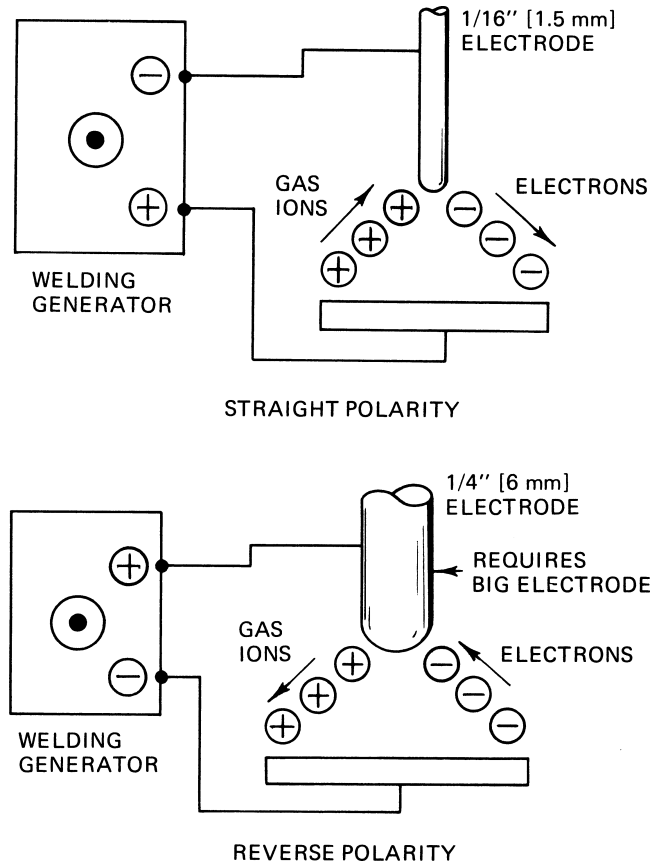 1/16" [1.5 mm]
ELECTRODE
GAS
IONS
ELECTRONS
WELDING
GENERATOR
STRAIGHT POLARITY
1/4" [6 mm]
ELECTRODE
REQUIRES
BIG ELECTRODE
GAS
IONS
ELECTRONS
WELDING
GENERATOR
REVERSE POLARITY